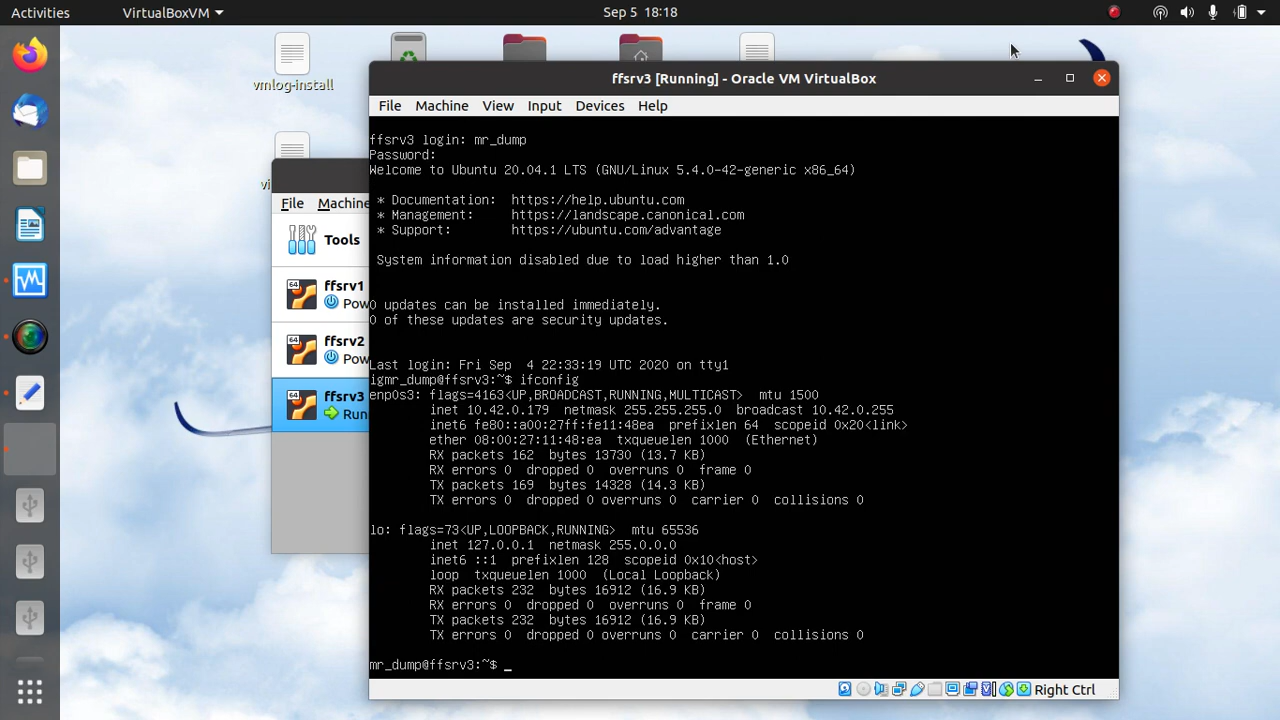 Activities
VirtualBoxVM
Sep 5 18:18
vmlog-install
File Machine
Tools
64
ffsrv1
Pow
64
ffsrv2
Pow
64
ffsrv3
Run
ffsrv3 [Running] - Oracle VM VirtualBox
File Machine View Input Devices Help
ffsrv3 login: mr_dump
Password:
Welcome to Ubuntu 20.04.1 LTS (GNU/Linux 5.4.0-42-generic x86_64)
* Documentation: https://help.ubuntu.com
* Management: https://landscape.canonical.com
* Support: https://ubuntu.com/advantage
System information disabled due to load higher than 1.0
0 updates can be installed immediately.
0 of these updates are security updates.
Last login: Fri Sep 4 22:33:19 UTC 2020 on tty1
igmr_dump@ffsrv3:~$ ifconfig
enp0s3: flags=4163<UP,BROADCAST,RUNNING,MULTICAST> mtu 1500
inet 10.42.0.179 netmask 255.255.255.0 broadcast 10.42.0.255
inet6 fe80::a00:27ff:fe11:48ea prefixlen 64 scopeid 0x20<link>
ether 08:00:27:11:48:ea txqueuelen 1000 (Ethernet)
RX packets 162 bytes 13730 (13.7 KB)
RX errors 0 dropped 0 overruns 0 frame 0
TX packets 169 bytes 14328 (14.3 KB)
TX errors 0 dropped 0 overruns 0 carrier 0 collisions 0
lo: flags=73<UP,LOOPBACK,RUNNING> mtu 65536
inet 127.0.0.1 netmask 255.0.0.0
inet6 ::1 prefixlen 128 scopeid 0x10<host>
loop txqueuelen 1000 (Local Loopback)
RX packets 232 bytes 16912 (16.9 KB)
RX errors 0 dropped 0 overruns 0 frame 0
TX packets 232 bytes 16912 (16.9 KB)
TX errors 0 dropped 0 overruns 0 carrier 0 collisions 0
mr_dump@ffsrv3:~$ _
Right Ctrl